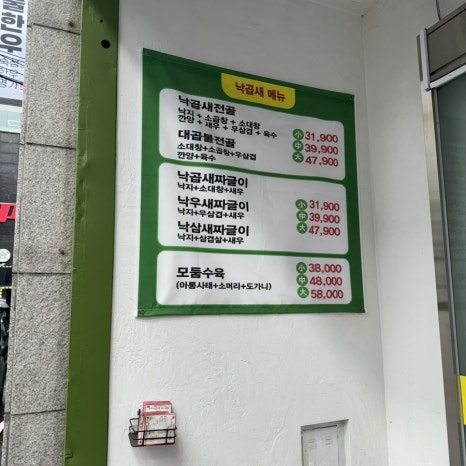 낙곱새 메뉴
낙곱새전골
낙지 + 소곱창 + 소대창
깐양 + 새우 + 우삼겹 + 육수
대곱불전골
소대창+소곱창+우삼겹
깐양+육수
小 31,900
中 39,900
大 47,900
낙곱새짜글이
낙지+소대창+새우
낙우새짜글이
낙지+우삼겹+새우
낙삼새짜글이
낙지+삼겹살+새우
小 31,900
中 39,900
大 47,900
모둠수육
(아롱사태+소머리+도가니)
小 38,000
中 48,000
大 58,000